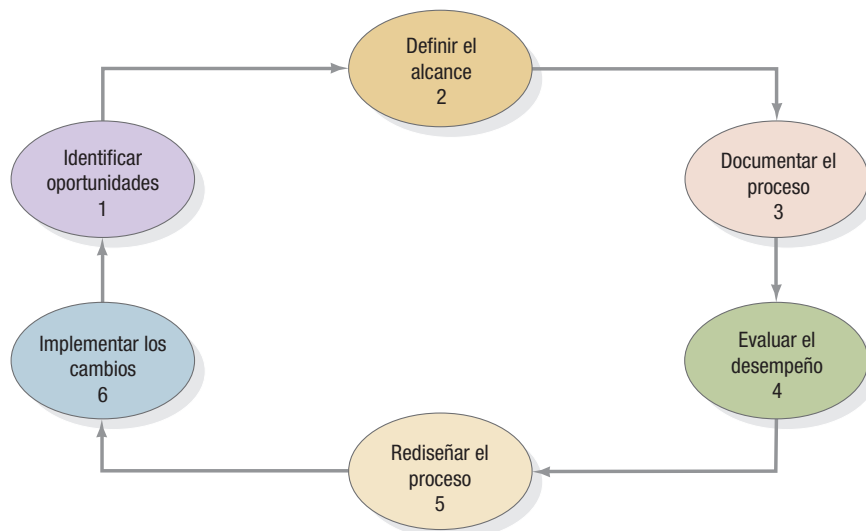 Identificar
oportunidades
1
Definir el
alcance
2
Documentar el
proceso
3
Evaluar el
desempeño
4
Rediseñar el
proceso
5
Implementar los
cambios
6